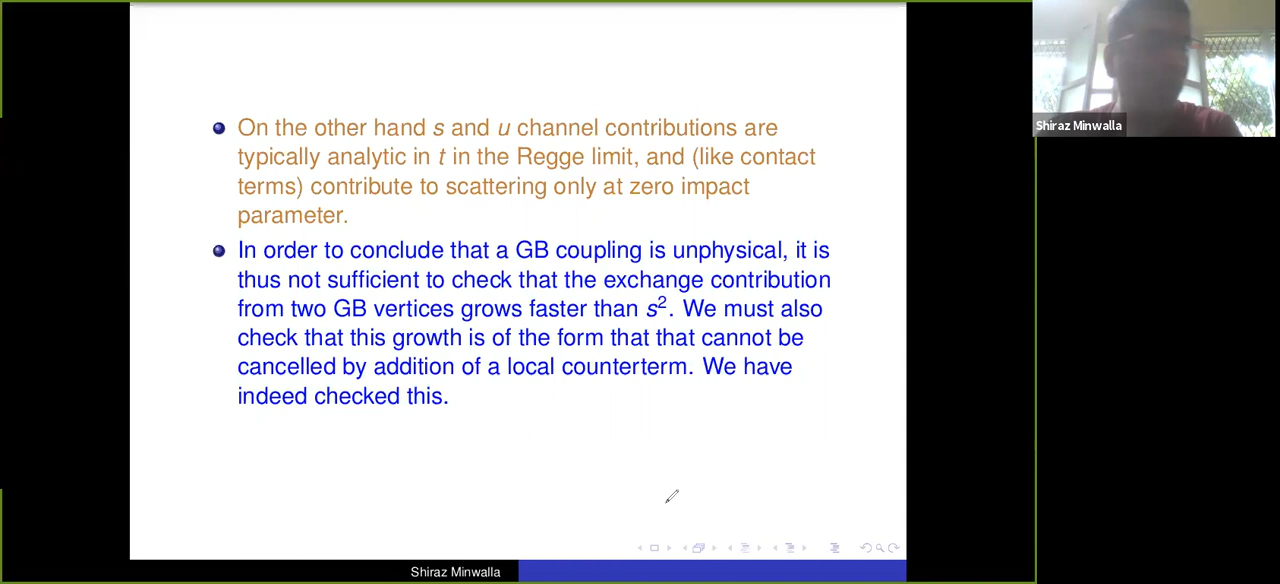 On the other hand s and u channel contributions are
typically analytic in t in the Regge limit, and (like contact
terms) contribute to scattering only at zero impact
parameter.
In order to conclude that a GB coupling is unphysical, it is
thus not sufficient to check that the exchange contribution
from two GB vertices grows faster than s². We must also
check that this growth is of the form that that cannot be
cancelled by addition of a local counterterm. We have
indeed checked this.
Shiraz Minwalla
Shiraz Minwalla